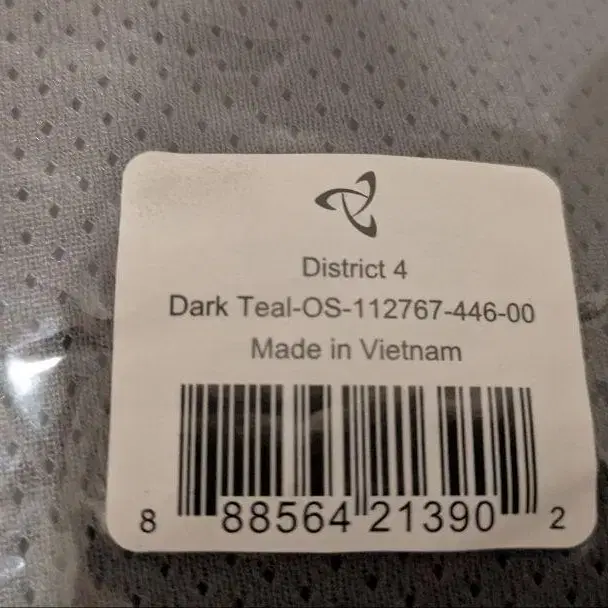 District 4
Dark Teal-OS-112767-446-00
Made in Vietnam
8 88564 21390 2